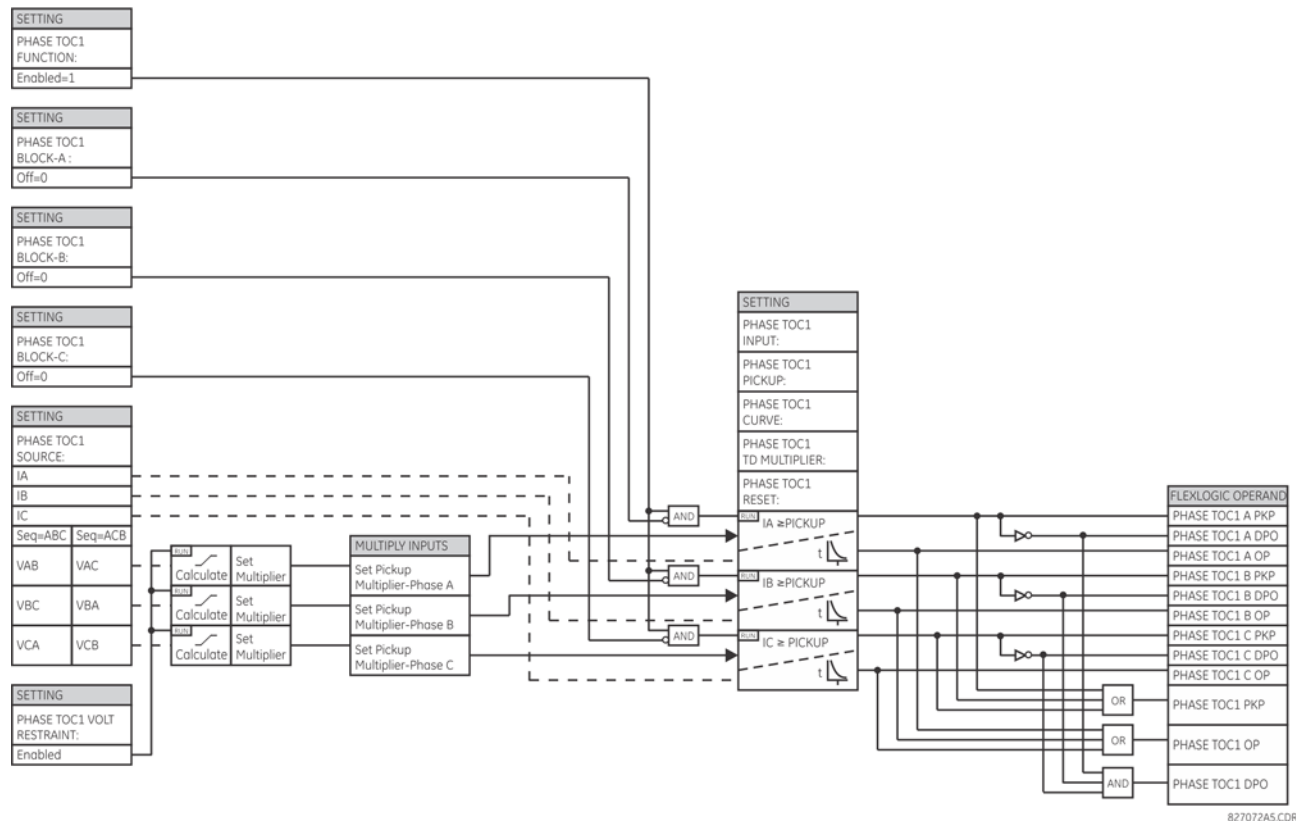 SETTING
PHASE TOC1
FUNCTION:
Enabled=1
SETTING
PHASE TOC1
BLOCK-A :
Off=0
SETTING
PHASE TOC1
BLOCK-B:
Off=0
SETTING
PHASE TOC1
BLOCK-C:
Off=0
SETTING
PHASE TOC1
SOURCE:
IA
IB
IC
Seq=ABC Seq=ACB
VAB VAC
VBC VBA
VCA VCB
SETTING
PHASE TOC1 VOLT
RESTRAINT:
Enabled
RUN
Calculate
Set
Multiplier
RUN
Calculate
Set
Multiplier
RUN
Calculate
Set
Multiplier
MULTIPLY INPUTS
Set Pickup
Multiplier-Phase A
Set Pickup
Multiplier-Phase B
Set Pickup
Multiplier-Phase C
AND
AND
AND
SETTING
PHASE TOC1
INPUT:
PHASE TOC1
PICKUP:
PHASE TOC1
CURVE:
PHASE TOC1
TD MULTIPLIER:
PHASE TOC1
RESET:
RUN IA ≥PICKUP
t
RUN IB ≥PICKUP
t
RUN IC ≥ PICKUP
t
OR
OR
AND
FLEXLOGIC OPERAND
PHASE TOC1 A PKP
PHASE TOC1 A DPO
PHASE TOC1 A OP
PHASE TOC1 B PKP
PHASE TOC1 B DPO
PHASE TOC1 B OP
PHASE TOC1 C PKP
PHASE TOC1 C DPO
PHASE TOC1 C OP
PHASE TOC1 PKP
PHASE TOC1 OP
PHASE TOC1 DPO
827072A5.CDR